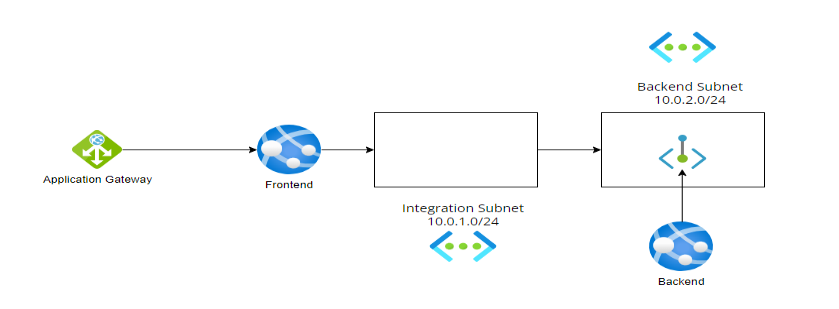 Backend Subnet
10.0.2.0/24
Application Gateway
Frontend
Integration Subnet
10.0.1.0/24
Backend